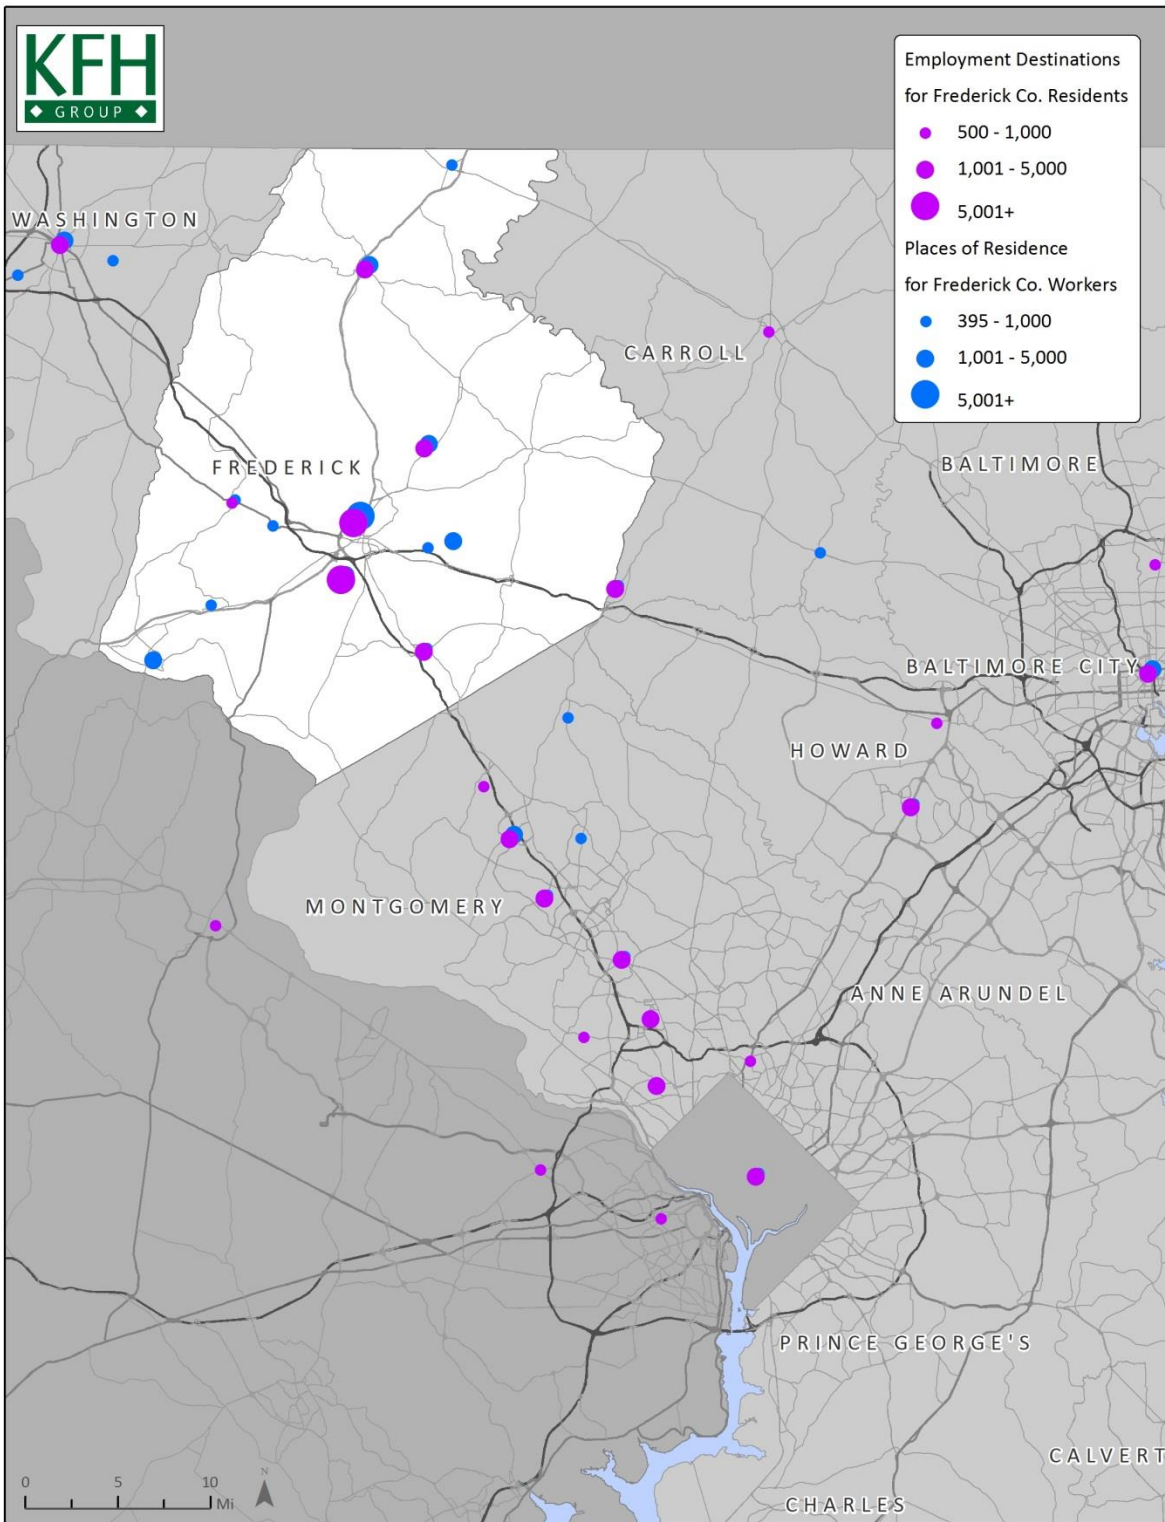 KFH
GROUP
Employment Destinations
for Frederick Co. Residents
500 - 1,000
1,001 - 5,000
5,001+
Places of Residence
for Frederick Co. Workers
395 - 1,000
1,001 - 5,000
5,001+
WASHINGTON
CARROLL
FREDERICK
BALTIMORE
BALTIMORE CITY
HOWARD
MONTGOMERY
ANNE ARUNDEL
PRINCE GEORGE'S
CALVERT
CHARLES
0 5 10
Mi
N